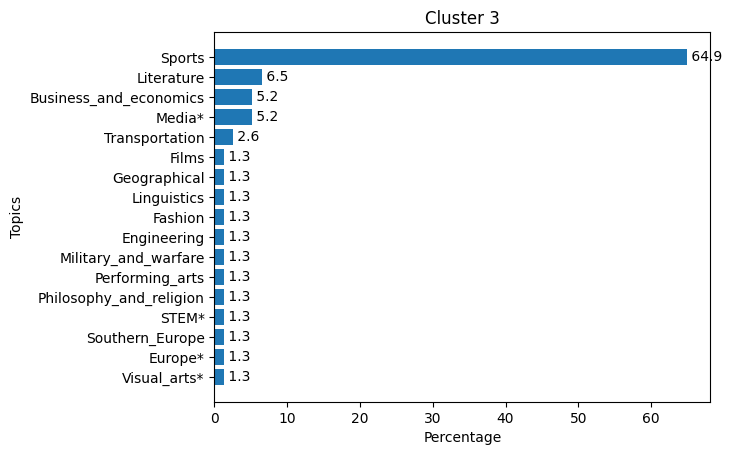 Cluster 3
Topics
Sports 64.9
Literature 6.5
Business_and_economics 5.2
Media* 5.2
Transportation 2.6
Films 1.3
Geographical 1.3
Linguistics 1.3
Fashion 1.3
Engineering 1.3
Military_and_warfare 1.3
Performing_arts 1.3
Philosophy_and_religion 1.3
STEM* 1.3
Southern_Europe 1.3
Europe* 1.3
Visual_arts* 1.3
0 10 20 30 40 50 60
Percentage